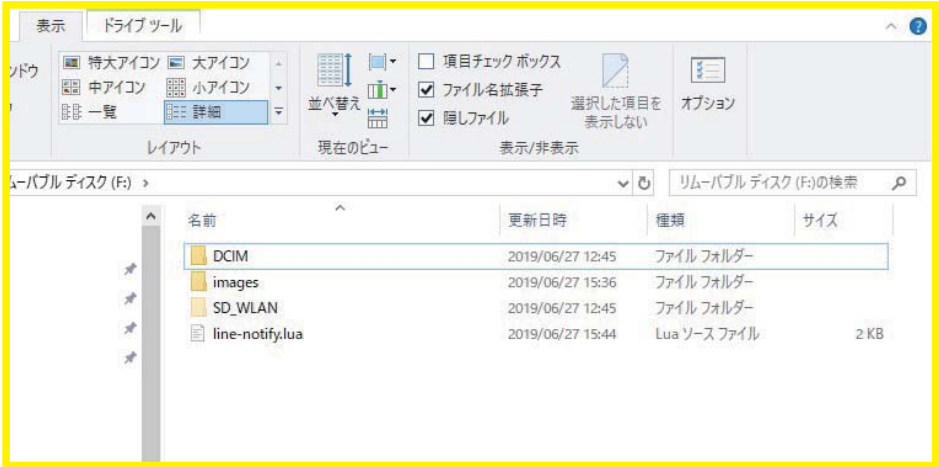 表示 ドライブ ツール
特大アイコン 大アイコン
中アイコン 小アイコン
一覧 詳細
レイアウト
並べ替え
現在のビュー
項目チェック ボックス
ファイル名拡張子
隠しファイル
選択した項目を
表示しない
表示/非表示
オプション
ムーバブル ディスク (F:) >
リムーバブル ディスク (F:)の検索
名前 更新日時 種類 サイズ
DCIM 2019/06/27 12:45 ファイル フォルダー
images 2019/06/27 15:36 ファイル フォルダー
SD_WLAN 2019/06/27 12:45 ファイル フォルダー
line-notify.lua 2019/06/27 15:44 Lua ソース ファイル 2 KB